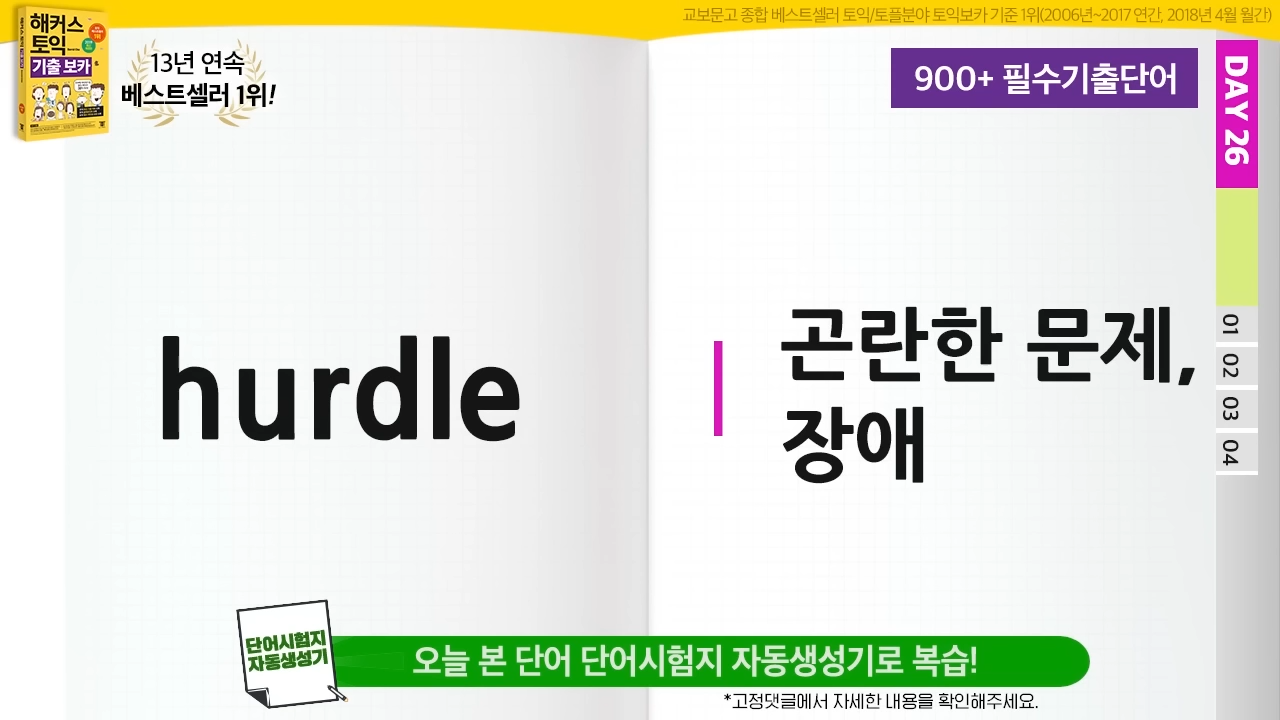 교보문고 종합 베스트셀러 토익/토플분야 토익보카 기준 1위(2006년~2017 연간, 2018년 4월 월간)
해커스
토익
기출 보카
13년 연속
베스트셀러 1위!
900+ 필수기출단어
DAY 26
01
02
03
04
hurdle
곤란한 문제,
장애
단어시험지
자동생성기
오늘 본 단어 단어시험지 자동생성기로 복습!
*고정댓글에서 자세한 내용을 확인해주세요.